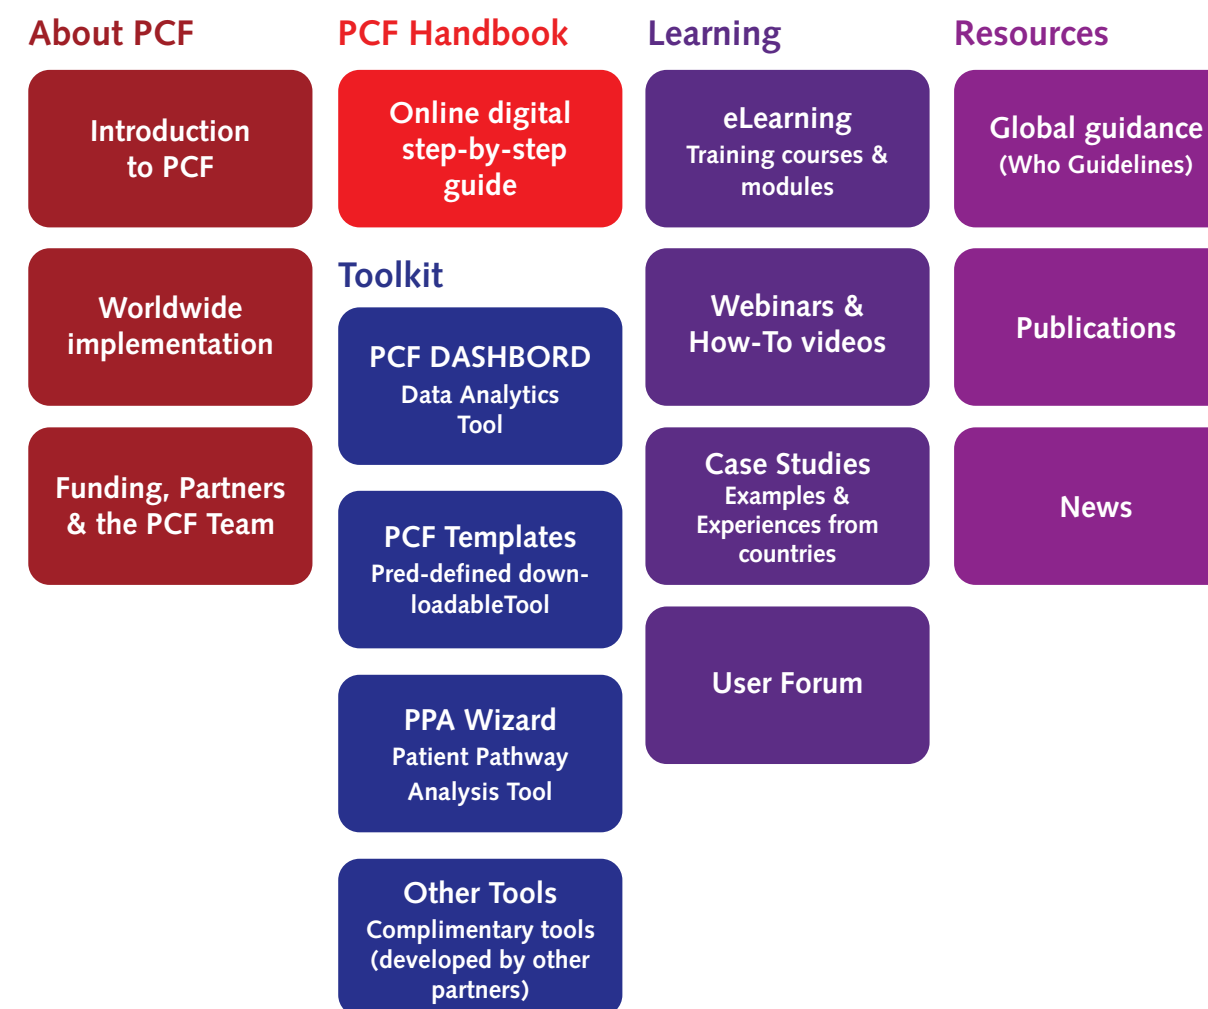 About PCF
Introduction
to PCF
Worldwide
implementation
Funding, Partners
& the PCF Team
PCF Handbook
Online digital
step-by-step
guide
Toolkit
PCF DASHBORD
Data Analytics
Tool
PCF Templates
Pred-defined down-
loadableTool
PPA Wizard
Patient Pathway
Analysis Tool
Other Tools
Complimentary tools
(developed by other
partners)
Learning
eLearning
Training courses &
modules
Webinars &
How-To videos
Case Studies
Examples &
Experiences from
countries
User Forum
Resources
Global guidance
(Who Guidelines)
Publications
News